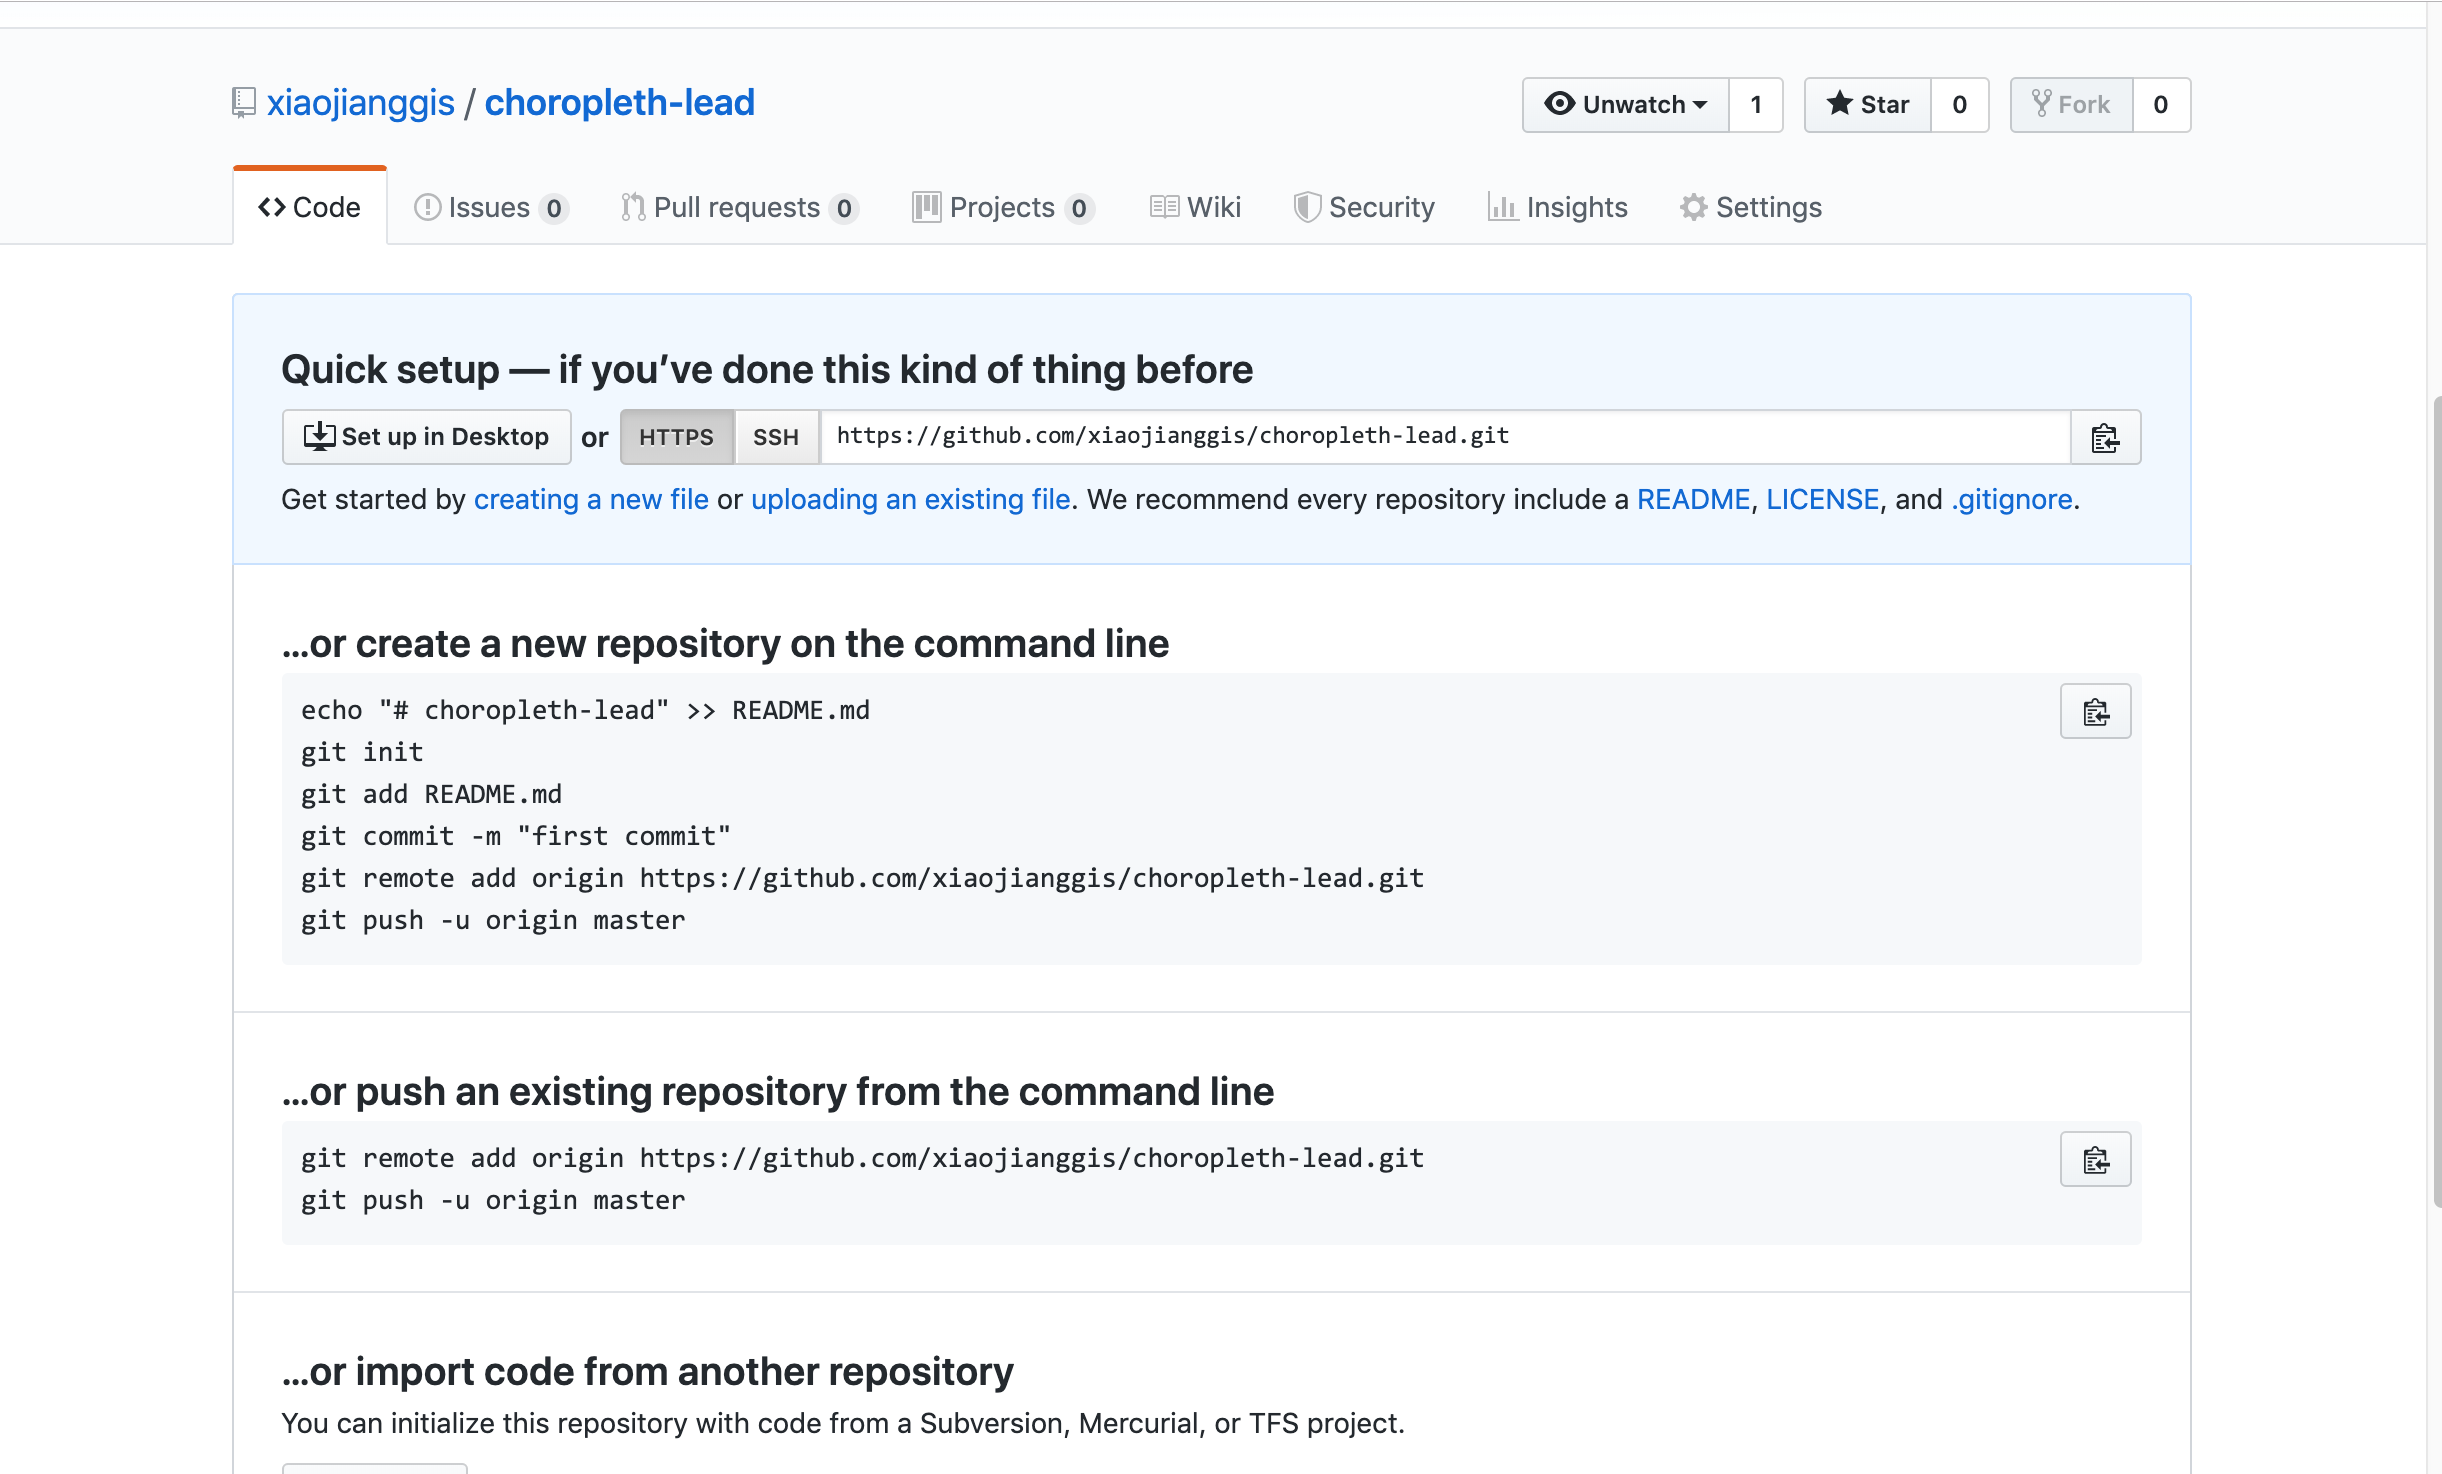 xiaojianggis / choropleth-lead
Unwatch 1 Star 0 Fork 0
Code Issues 0 Pull requests 0 Projects 0 Wiki Security Insights Settings
Quick setup — if you’ve done this kind of thing before
Set up in Desktop or HTTPS SSH https://github.com/xiaojianggis/choropleth-lead.git
Get started by creating a new file or uploading an existing file. We recommend every repository include a README, LICENSE, and .gitignore.
…or create a new repository on the command line
echo "# choropleth-lead" >> README.md
git init
git add README.md
git commit -m "first commit"
git remote add origin https://github.com/xiaojianggis/choropleth-lead.git
git push -u origin master
…or push an existing repository from the command line
git remote add origin https://github.com/xiaojianggis/choropleth-lead.git
git push -u origin master
…or import code from another repository
You can initialize this repository with code from a Subversion, Mercurial, or TFS project.